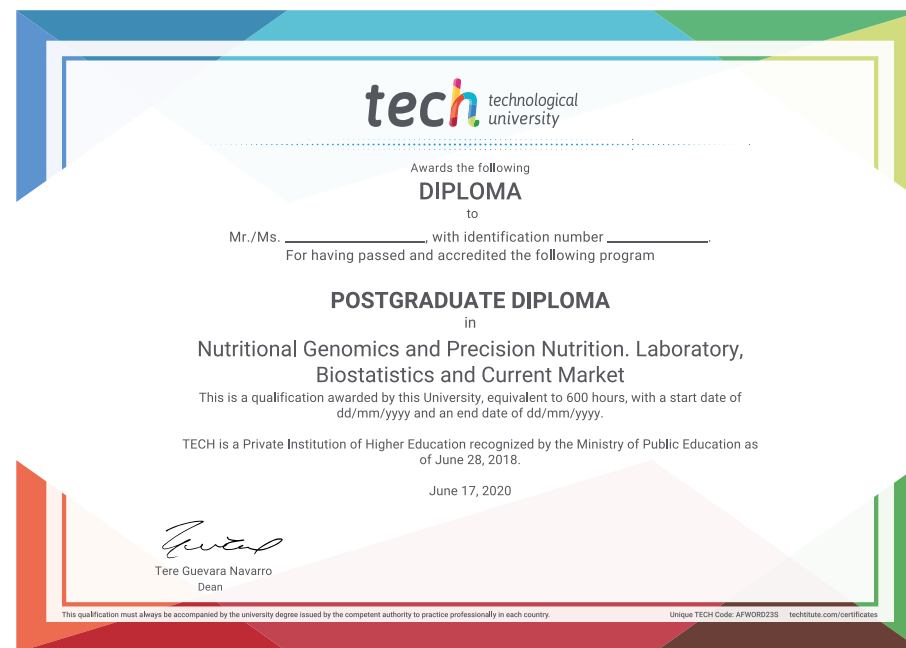 tech technological
university
Awards the following
DIPLOMA
to
Mr./Ms. ____________________, with identification number ______________.
For having passed and accredited the following program
POSTGRADUATE DIPLOMA
in
Nutritional Genomics and Precision Nutrition. Laboratory,
Biostatistics and Current Market
This is a qualification awarded by this University, equivalent to 600 hours, with a start date of
dd/mm/yyyy and an end date of dd/mm/yyyy.
TECH is a Private Institution of Higher Education recognized by the Ministry of Public Education as
of June 28, 2018.
June 17, 2020
Tere Guevara Navarro
Dean
This qualification must always be accompanied by the university degree issued by the competent authority to practice professionally in each country.
Unique TECH Code: AFWORD23S techtitute.com/certificates